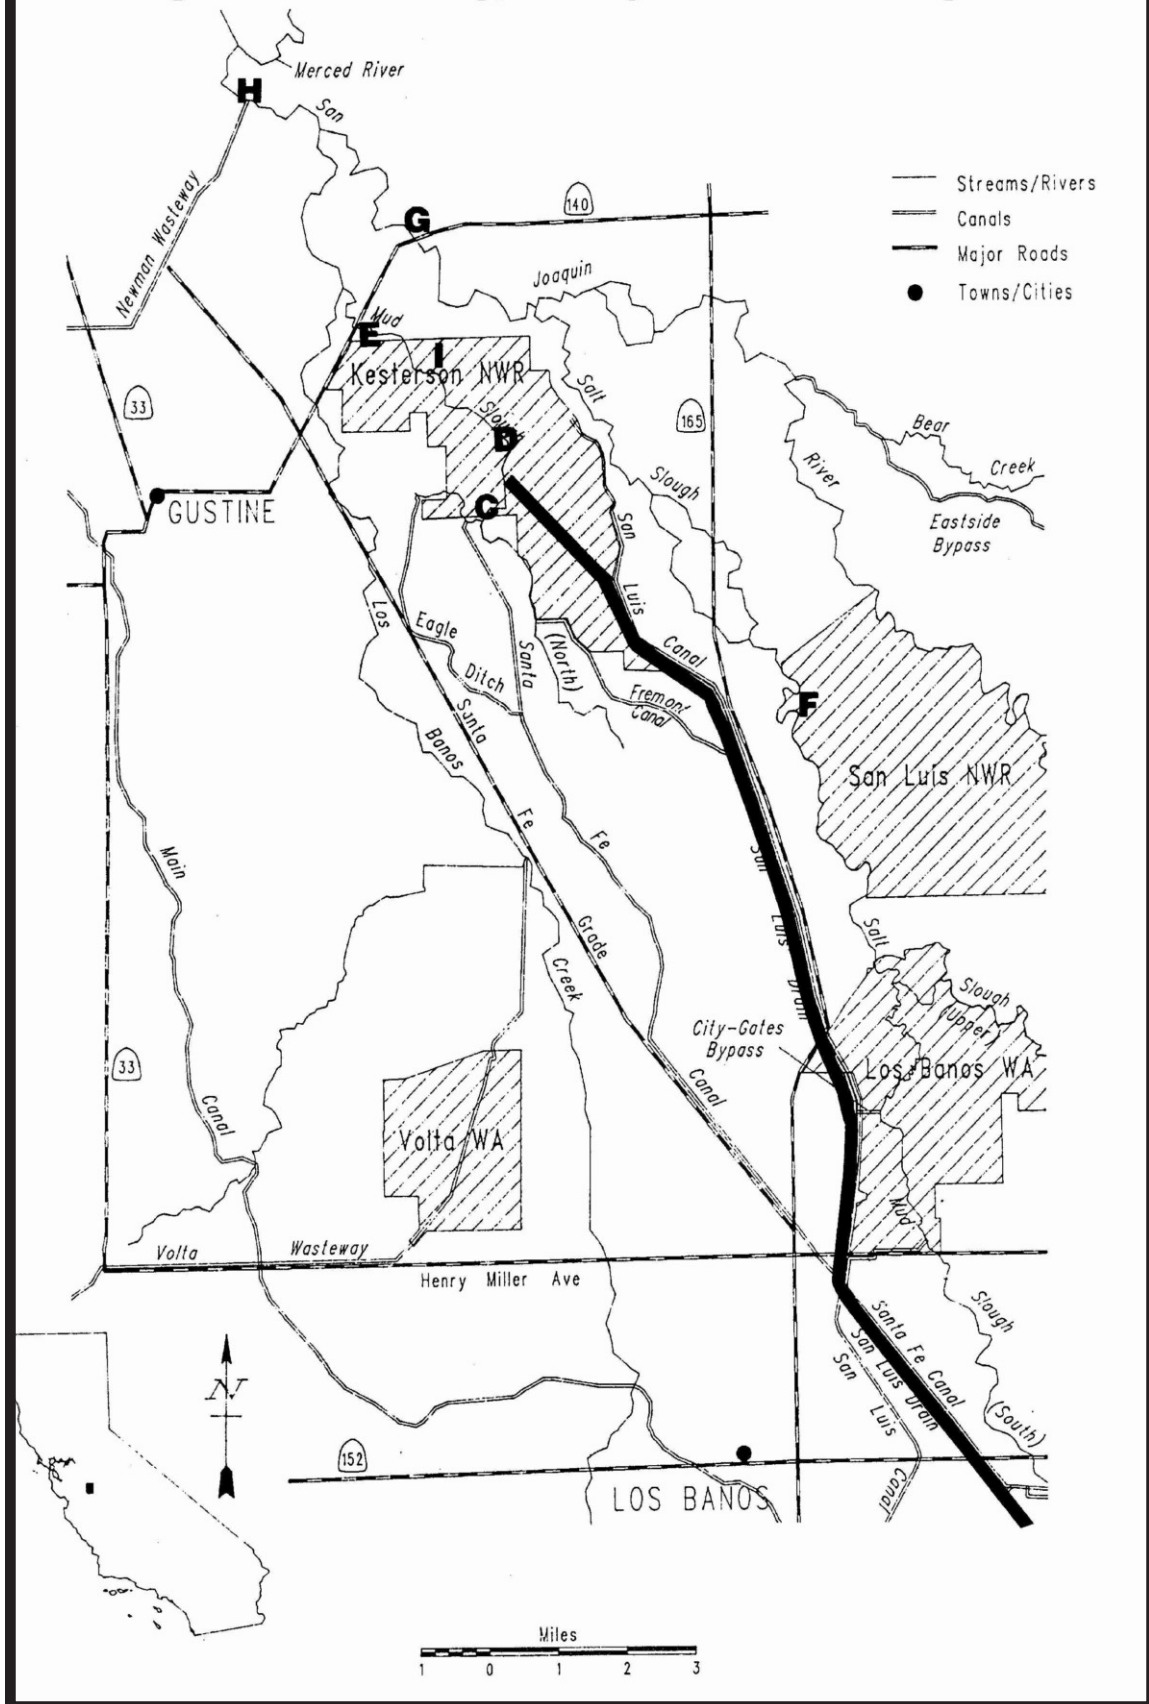 Merced River
H
San
Newman Wasteway
Streams/Rivers
Canals
Major Roads
Towns/Cities
G
140
Joaquin
Mud
E
I
Kesterson NWR
Salt
33
165
Slough
D
Bear
Creek
River
Slough
C
GUSTINE
San
Eastside
Bypass
Luis
Los
Eagle
Ditch
Santa
(North)
Canal
Fremont
Canal
F
Santa
Banos
San Luis NWR
Fe
Fe
Main
San
Luis
Drain
Grade
Salt
Creek
Slough
(Upper)
City-Gates
Bypass
Los Banos WA
33
Canal
Canal
Volta WA
Mud
Volta
Wasteway
Henry Miller Ave
Slough
Santa Fe Canal
San Luis Drain
San
Luis
Canal
(South)
N
152
LOS BANOS
Miles
1 0 1 2 3